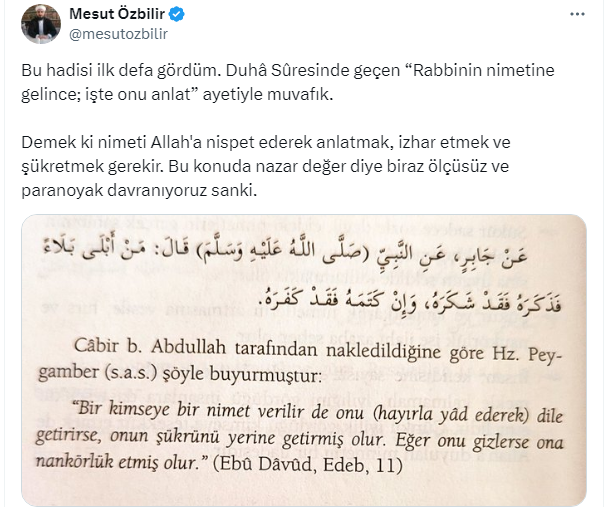 Mesut Özbilir
@mesutozbilir
Bu hadisi ilk defa gördüm. Duhâ Sûresinde geçen “Rabbinin nimetine
gelince; işte onu anlat” ayetiyle muvafık.
Demek ki nimeti Allah'a nispet ederek anlatmak, izhar etmek ve
şükretmek gerekir. Bu konuda nazar değer diye biraz ölçüsüz ve
paranoyak davranıyoruz sanki.
عَنْ جَابِرٍ، عَنِ النَّبِيِّ (صَلَّى اللَّهُ عَلَيْهِ وَسَلَّمَ) قَالَ: مَنْ أُبْلَى بَلَاءً
فَذَكَرَهُ فَقَدْ شَكَرَهُ، وَإِنْ كَتَمَهُ فَقَدْ كَفَرَهُ.
Câbir b. Abdullah tarafından nakledildiğine göre Hz. Pey-
gamber (s.a.s.) şöyle buyurmuştur:
“Bir kimseye bir nimet verilir de onu (hayırla yâd ederek) dile
getirirse, onun şükrünü yerine getirmiş olur. Eğer onu gizlerse ona
nankörlük etmiş olur.” (Ebû Dâvûd, Edeb, 11)